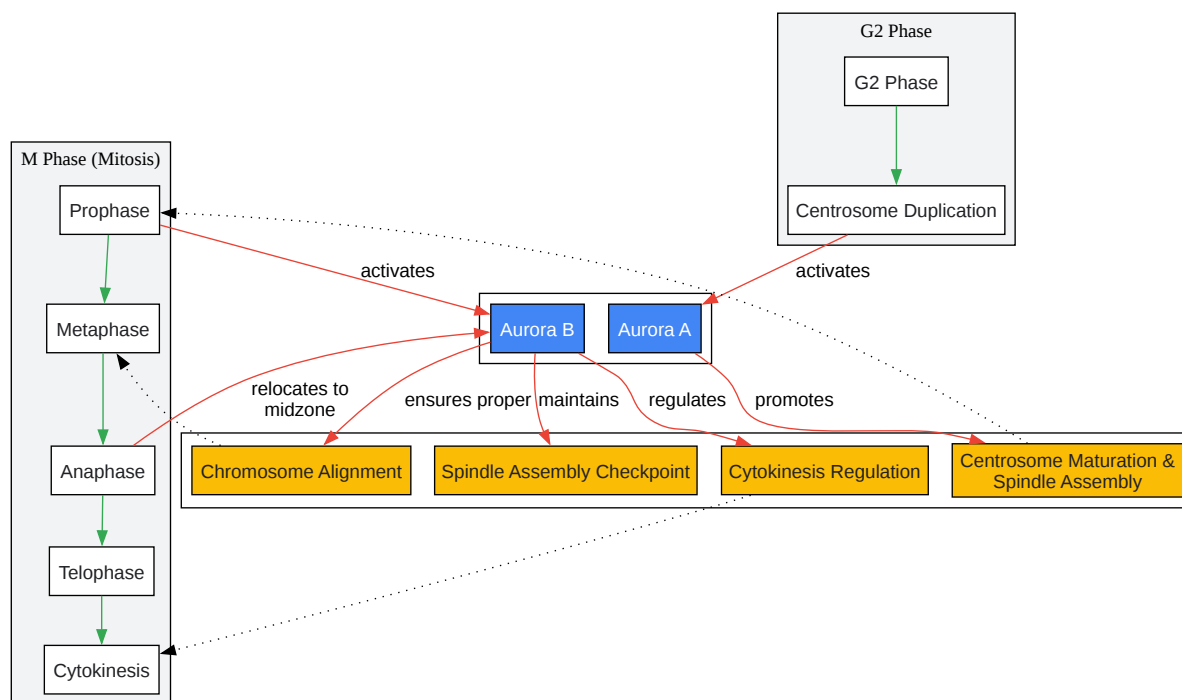 G2 Phase
G2 Phase
Centrosome Duplication
M Phase (Mitosis)
Prophase
Metaphase
Anaphase
Telophase
Cytokinesis
activates
activates
Aurora B
Aurora A
relocates to
midzone
ensures proper
maintains
regulates
promotes
Chromosome Alignment
Spindle Assembly Checkpoint
Cytokinesis Regulation
Centrosome Maturation &
Spindle Assembly